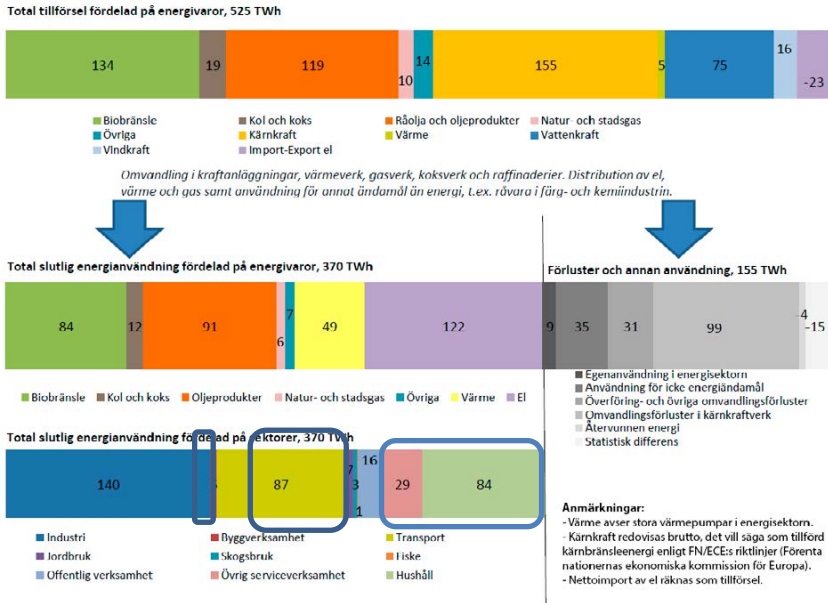 Total tillförsel fördelad på energivaror, 525 TWh
134 19 119 10 14 155 5 75 16 -23
Biobränsle Kol och koks Råolja och oljeprodukter Natur- och stadsgas
Övriga Kärnkraft Värme Vattenkraft
Vindkraft Import-Export el
Omvandling i kraftanläggningar, värmeverk, gasverk, koksverk och raffinaderier. Distribution av el,
värme och gas samt användning för annat ändamål än energi, t.ex. råvara i färg- och kemiindustrin.
Total slutlig energianvändning fördelad på energivaror, 370 TWh
84 12 91 6 7 49 122
Biobränsle Kol och koks Oljeprodukter Natur- och stadsgas Övriga Värme El
Förluster och annan användning, 155 TWh
9 35 31 99 -4 -15
Egenanvändning i energisektorn
Användning för icke energiändamål
Överföring- och övriga omvandlingsförluster
Omvandlingsförluster i kärnkraftverk
Återvunnen energi
Statistisk differens
Total slutlig energianvändning fördelad på sektorer, 370 TWh
140 87 7 3 1 16 29 84
Industri Byggverksamhet Transport
Jordbruk Skogsbruk Fiske
Offentlig verksamhet Övrig serviceverksamhet Hushåll
Anmärkningar:
- Värme avser stora värmepumpar i energisektorn.
- Kärnkraft redovisas brutto, det vill säga som tillförd
kärnbränsleenergi enligt FN/ECE:s riktlinjer (Förenta
nationernas ekonomiska kommission för Europa).
- Nettoimport av el räknas som tillförsel.